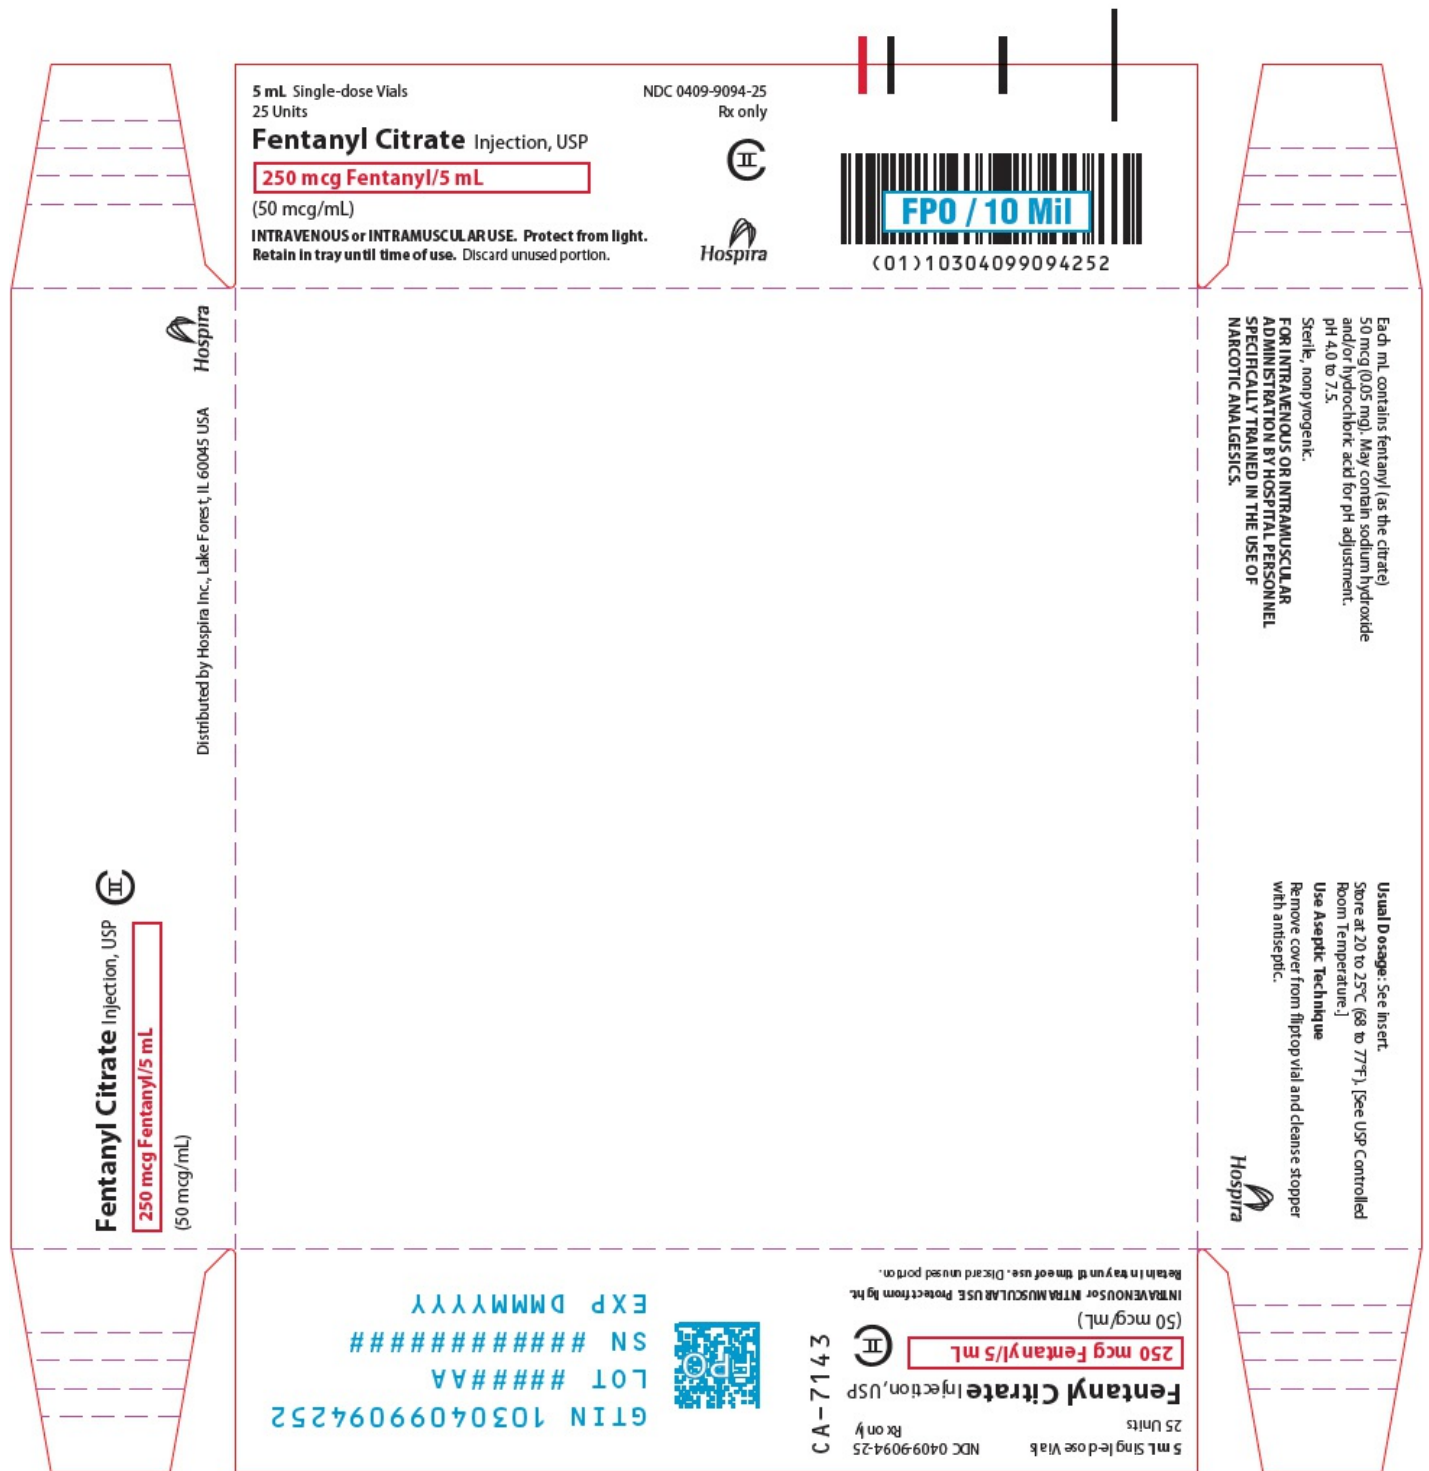 5 mL Single-dose Vials
25 Units
Fentanyl Citrate Injection, USP
250 mcg Fentanyl/5 mL
(50 mcg/mL)
INTRAVENOUS or INTRAMUSCULAR USE. Protect from light.
Retain in tray until time of use. Discard unused portion.
NDC 0409-9094-25
Rx only
CII
Hospira
FPO / 10 Mil
(01)10304099094252
Hospira
Distributed by Hospira Inc., Lake Forest, IL 60045 USA
CII
Fentanyl Citrate Injection, USP
250 mcg Fentanyl/5 mL
(50 mcg/mL)
Each mL contains fentanyl (as the citrate)
50 mcg (0.05 mg). May contain sodium hydroxide
and/or hydrochloric acid for pH adjustment.
pH 4.0 to 7.5.
Sterile, nonpyrogenic.
FOR INTRAVENOUS OR INTRAMUSCULAR
ADMINISTRATION BY HOSPITAL PERSONNEL
SPECIFICALLY TRAINED IN THE USE OF
NARCOTIC ANALGESICS.
Usual Dosage: See insert.
Store at 20 to 25°C (68 to 77°F). [See USP Controlled
Room Temperature.]
Use Aseptic Technique
Remove cover from fliptop vial and cleanse stopper
with antiseptic.
Hospira
5 mL Single-dose Vials
25 Units
NDC 0409-9094-25
Rx only
Fentanyl Citrate Injection, USP
250 mcg Fentanyl/5 mL
CII
(50 mcg/mL)
INTRAVENOUS or INTRAMUSCULAR USE. Protect from light.
Retain in tray until time of use. Discard unused portion.
CA-7143
FPO
GTIN 10304099094252
LOT ######AA
SN ############
EXP DMMMYYYY